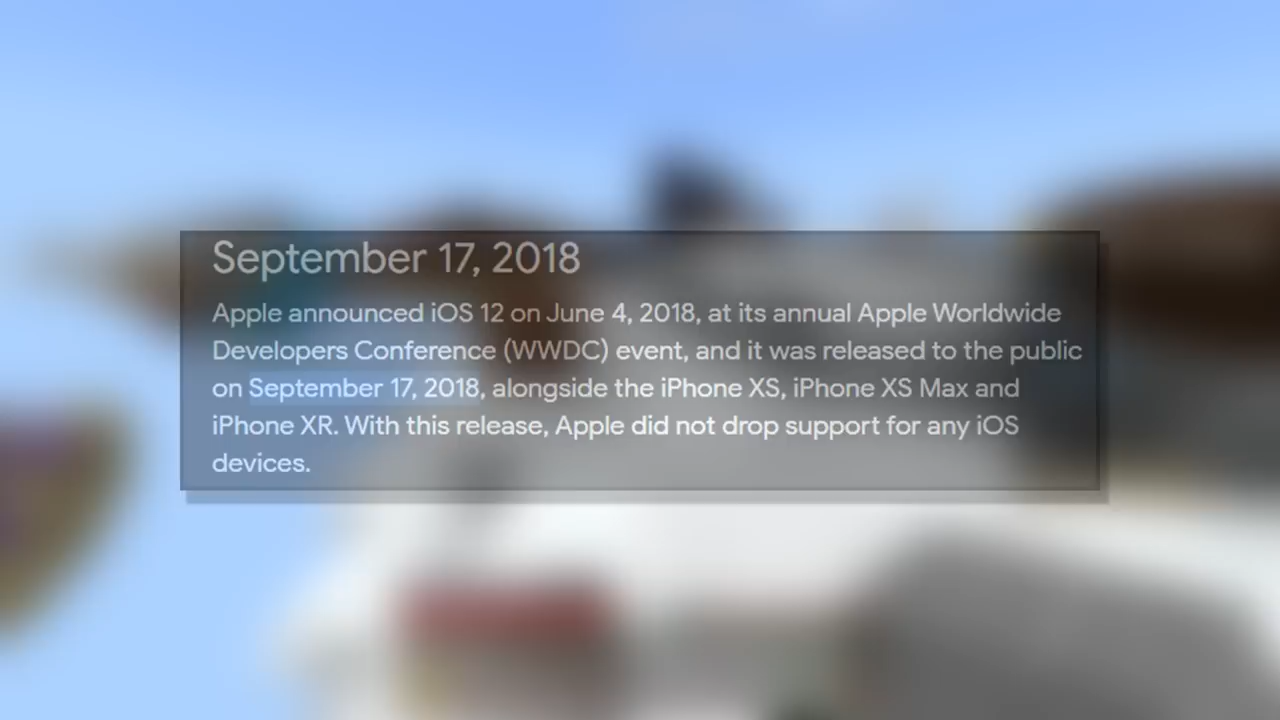 September 17, 2018
Apple announced iOS 12 on June 4, 2018, at its annual Apple Worldwide
Developers Conference (WWDC) event, and it was released to the public
on September 17, 2018, alongside the iPhone XS, iPhone XS Max and
iPhone XR. With this release, Apple did not drop support for any iOS
devices.